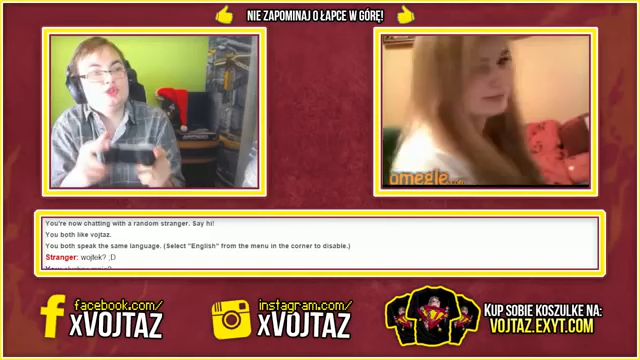 NIE ZAPOMINAJ O ŁAPCE W GÓRĘ!
omegle.com
You're now chatting with a random stranger. Say hi!
You both like vojtaz.
You both speak the same language. (Select "English" from the menu in the corner to disable.)
Stranger: wojtek? ;D
facebook.com/
xVOJTAZ
instagram.com/
xVOJTAZ
KUP SOBIE KOSZULKE NA:
VOJTAZ.EXYT.COM